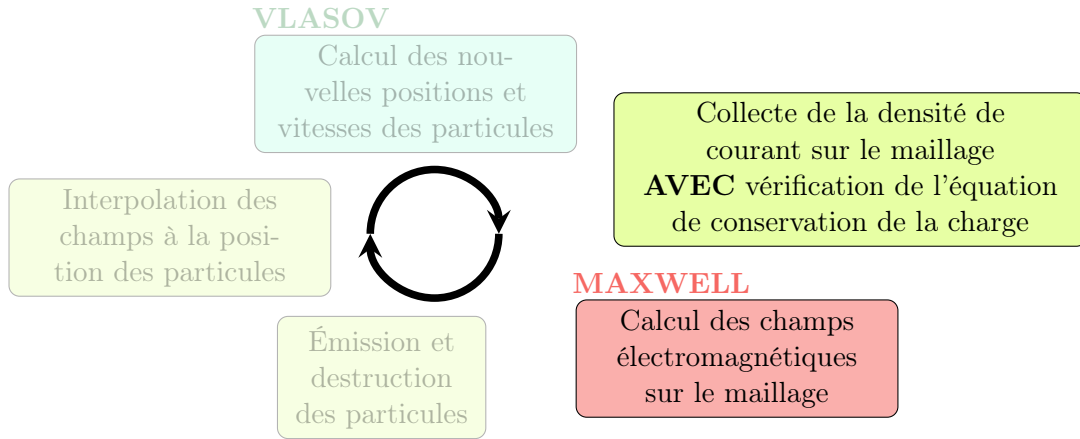 VLASOV
Calcul des nou-
velles positions et
vitesses des particules
Collecte de la densité de
courant sur le maillage
AVEC vérification de l'équation
de conservation de la charge
Interpolation des
champs à la posi-
tion des particules
MAXWELL
Calcul des champs
électromagnétiques
sur le maillage
Émission et
destruction
des particules